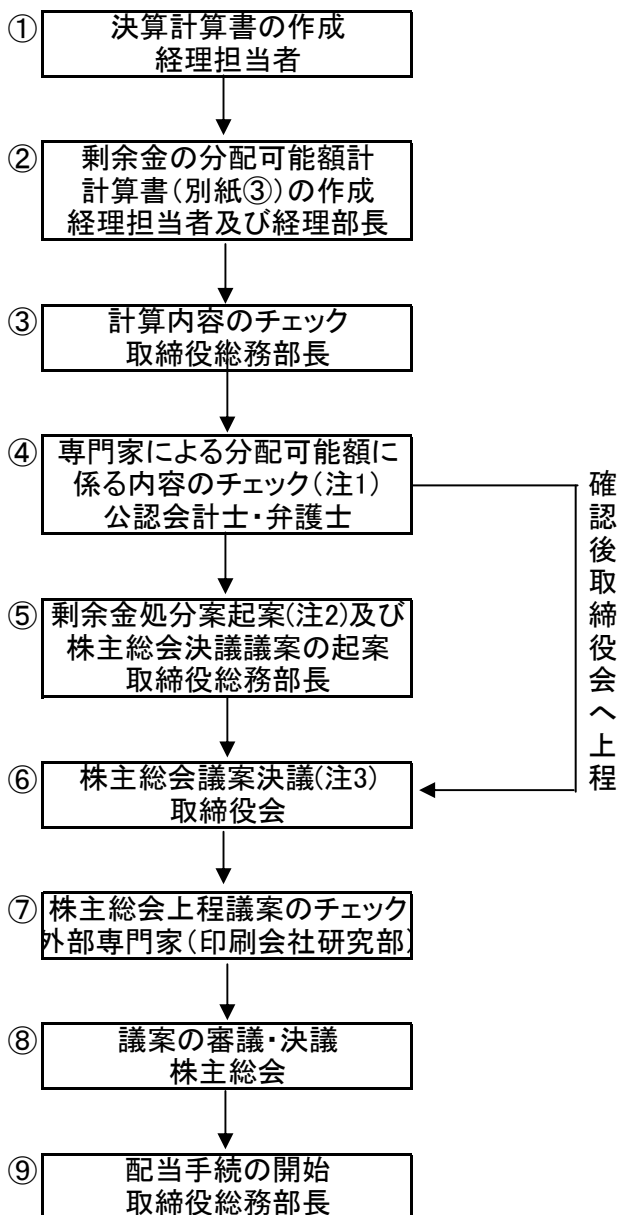 ① 決算計算書の作成
経理担当者
② 剰余金の分配可能額計
計算書(別紙③)の作成
経理担当者及び経理部長
③ 計算内容のチェック
取締役総務部長
④ 専門家による分配可能額に
係る内容のチェック(注1)
公認会計士・弁護士
確認後取締役会へ上程
⑤ 剰余金処分案起案(注2)及び
株主総会決議議案の起案
取締役総務部長
⑥ 株主総会議案決議(注3)
取締役会
⑦ 株主総会上程議案のチェック
外部専門家(印刷会社研究部)
⑧ 議案の審議・決議
株主総会
⑨ 配当手続の開始
取締役総務部長